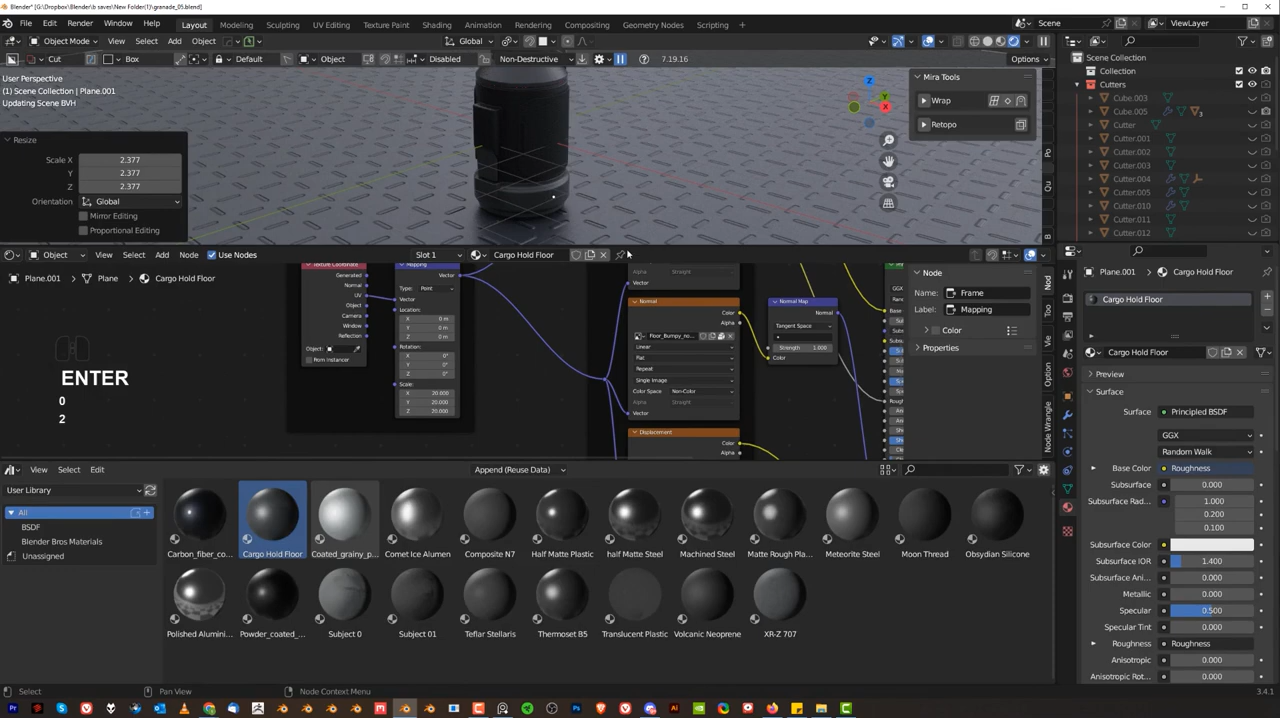 Blender* [G:\Dropbox\Blender\b saves\New Folder(1)\granade_05.blend]
File Edit Render Window Help Layout Modeling Sculpting UV Editing Texture Paint Shading Animation Rendering Compositing Geometry Nodes Scripting + Scene ViewLayer
Object Mode View Select Add Object Global
Cut Box Default Object Disabled Non-Destructive 7.19.16 Options
User Perspective
(1) Scene Collection | Plane.001
Updating Scene BVH
Resize
Scale X 2.377
Y 2.377
Z 2.377
Orientation Global
Mirror Editing
Proportional Editing
Mira Tools
Wrap
Retopo
Z
Y
X
Po
Qu
B
Scene Collection
Collection
Cutters
Cube.003
Cube.005 3
Cutter
Cutter.001
Cutter.002
Cutter.003
Cutter.004
Cutter.005
Cutter.010
Cutter.011
Cutter.012
Object View Select Add Node Use Nodes Slot 1 Cargo Hold Floor
Plane.001 Plane Cargo Hold Floor
ENTER
0
2
Texture Coordinate
Generated
Normal
UV
Object
Camera
Window
Reflection
Object:
From Instancer
Mapping
Vector
Type: Point
Vector
Location:
X 0 m
Y 0 m
Z 0 m
Rotation:
X 0°
Y 0°
Z 0°
Scale:
X 20.000
Y 20.000
Z 20.000
Alpha Straight
Vector
Normal
Color
Alpha
Floor_Bumpy_no...
Linear
Flat
Repeat
Single Image
Color Space Non-Color
Alpha Straight
Vector
Displacement
Color
Alpha
Normal Map
Normal
Tangent Space
Strength 1.000
Color
GGX
Node
Name: Frame
Label: Mapping
Color
Properties
Nod
Too
View
Option
Node Wrangle
Plane.001 Cargo Hold Floor
Cargo Hold Floor
Cargo Hold Floor
Preview
Surface
Surface Principled BSDF
GGX
Random Walk
Base Color Roughness
Subsurface 0.000
Subsurface Rad... 1.000
0.200
0.100
Subsurface Color
Subsurface IOR 1.400
Subsurface Ani... 0.000
Metallic 0.000
Specular 0.500
Specular Tint 0.000
Roughness Roughness
Anisotropic 0.000
Anisotropic Rot... 0.000
View Select Edit Append (Reuse Data)
User Library
All
BSDF
Blender Bros Materials
Unassigned
Carbon_fiber_co... Cargo Hold Floor Coated_grainy_p... Comet Ice Alumen Composite N7 Half Matte Plastic half Matte Steel Machined Steel Matte Rough Pla... Meteorite Steel Moon Thread Obsydian Silicone
Polished Alumini... Powder_coated_... Subject 0 Subject 01 Teflar Stellaris Thermoset B5 Translucent Plastic Volcanic Neoprene XR-Z 707
Select Pan View Node Context Menu 3.4.1